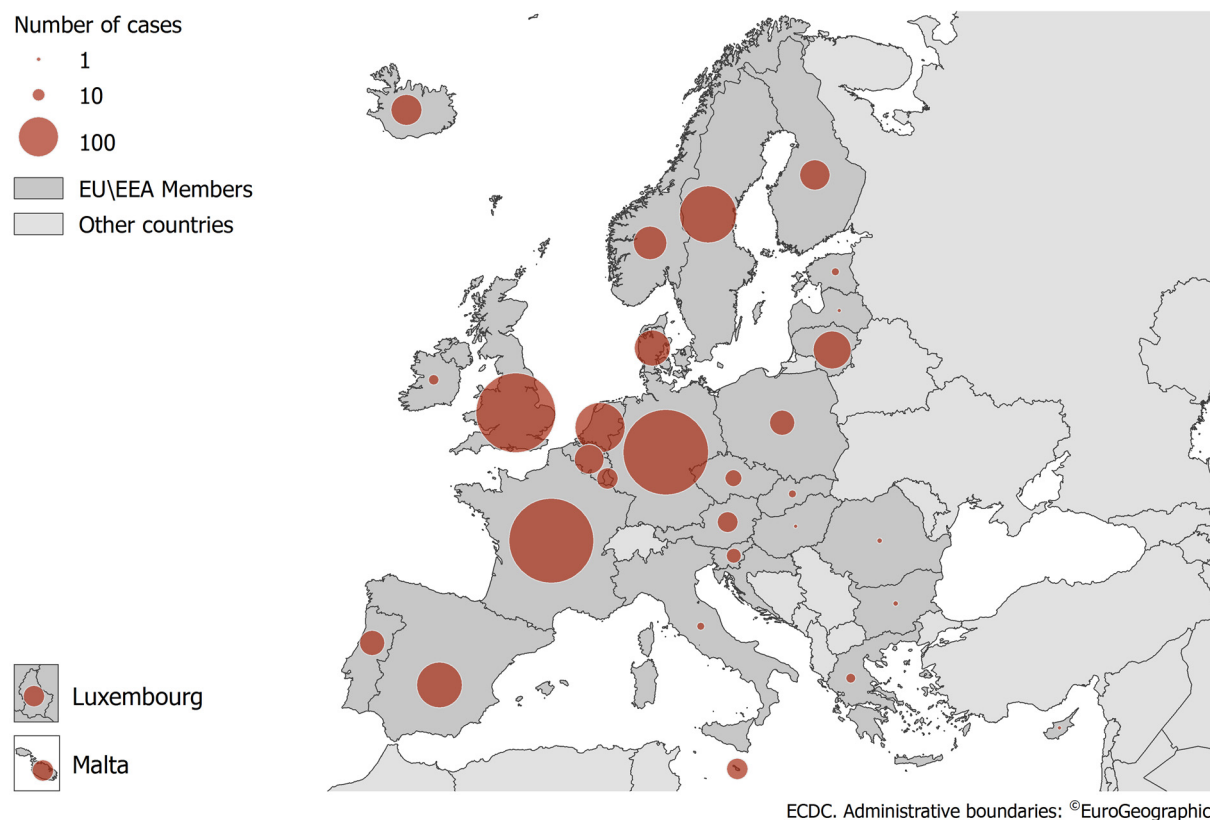 Number of cases
1
10
100
EU\EEA Members
Other countries
Luxembourg
Malta
ECDC. Administrative boundaries: ©EuroGeographic